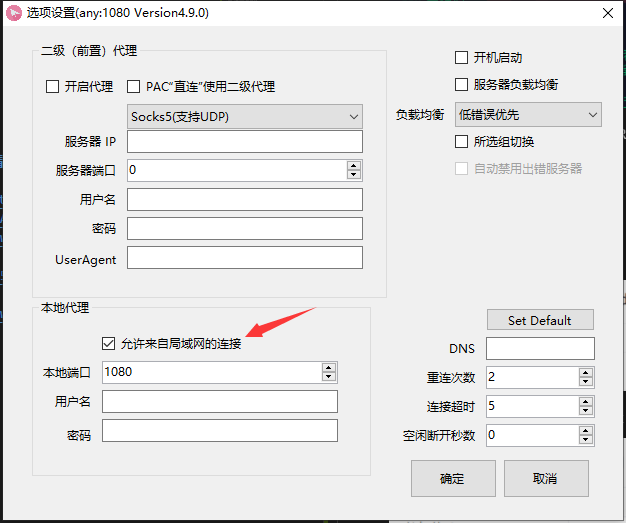 选项设置(any:1080 Version4.9.0)
二级（前置）代理
开启代理
PAC“直连”使用二级代理
Socks5(支持UDP)
服务器 IP
服务器端口
0
用户名
密码
UserAgent
开机启动
服务器负载均衡
负载均衡
低错误优先
所选组切换
自动禁用出错服务器
本地代理
允许来自局域网的连接
本地端口
1080
用户名
密码
Set Default
DNS
重连次数
2
连接超时
5
空闲断开秒数
0
确定
取消